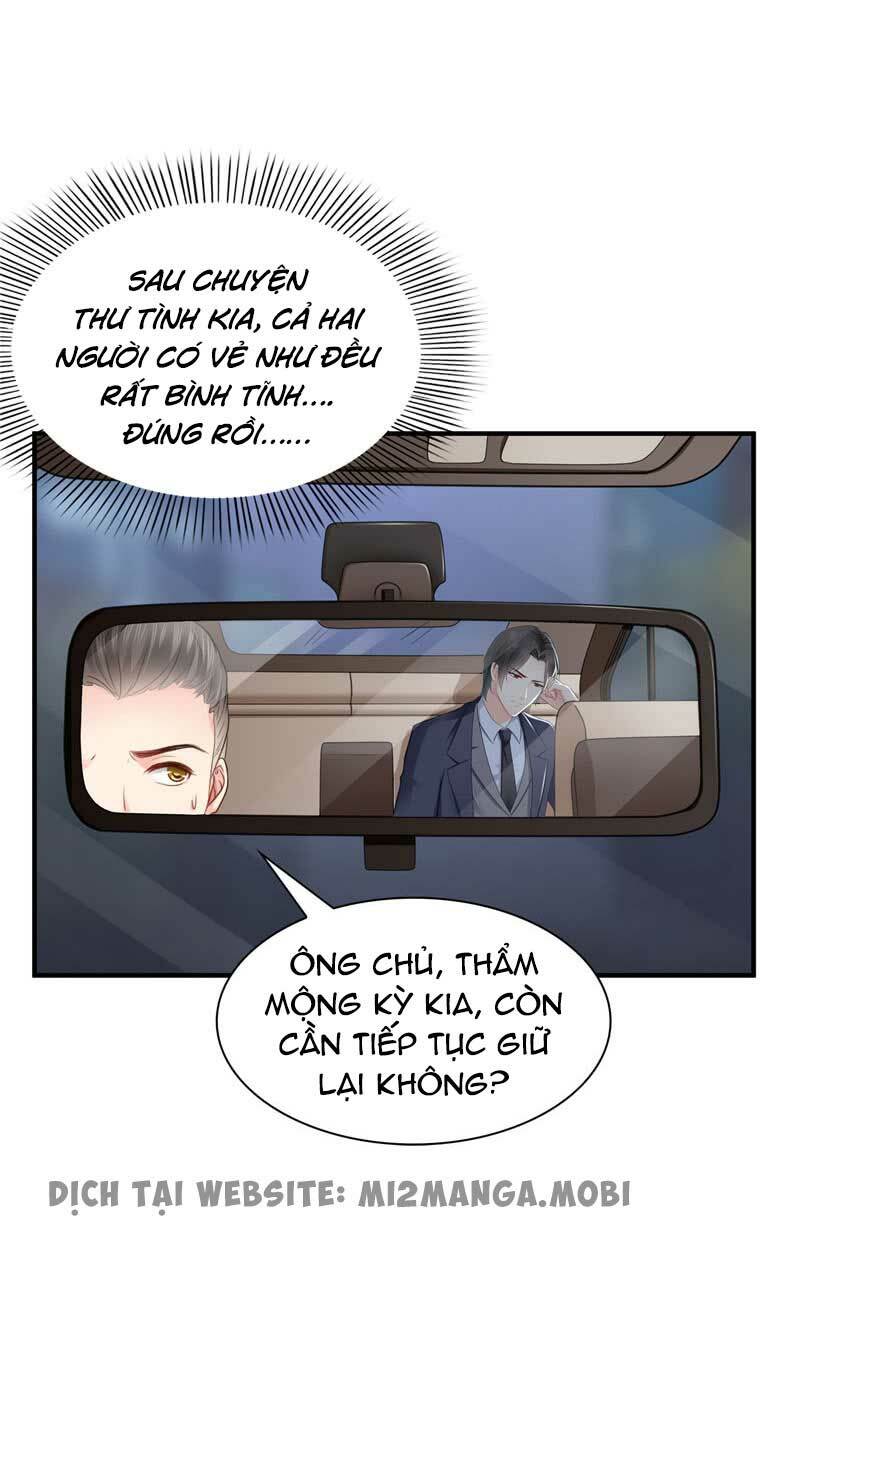 SAU CHUYỆN
THƯ TÌNH KIA, CẢ HAI
NGƯỜI CÓ VẺ NHƯ ĐỀU
RẤT BÌNH TĨNH....
ĐÚNG RỒI......
ÔNG CHỦ, THẨM
MỘNG KỲ KIA, CÒN
CẦN TIẾP TỤC GIỮ
LẠI KHÔNG?
DỊCH TẠI WEBSITE: MI2MANGA.MOBI